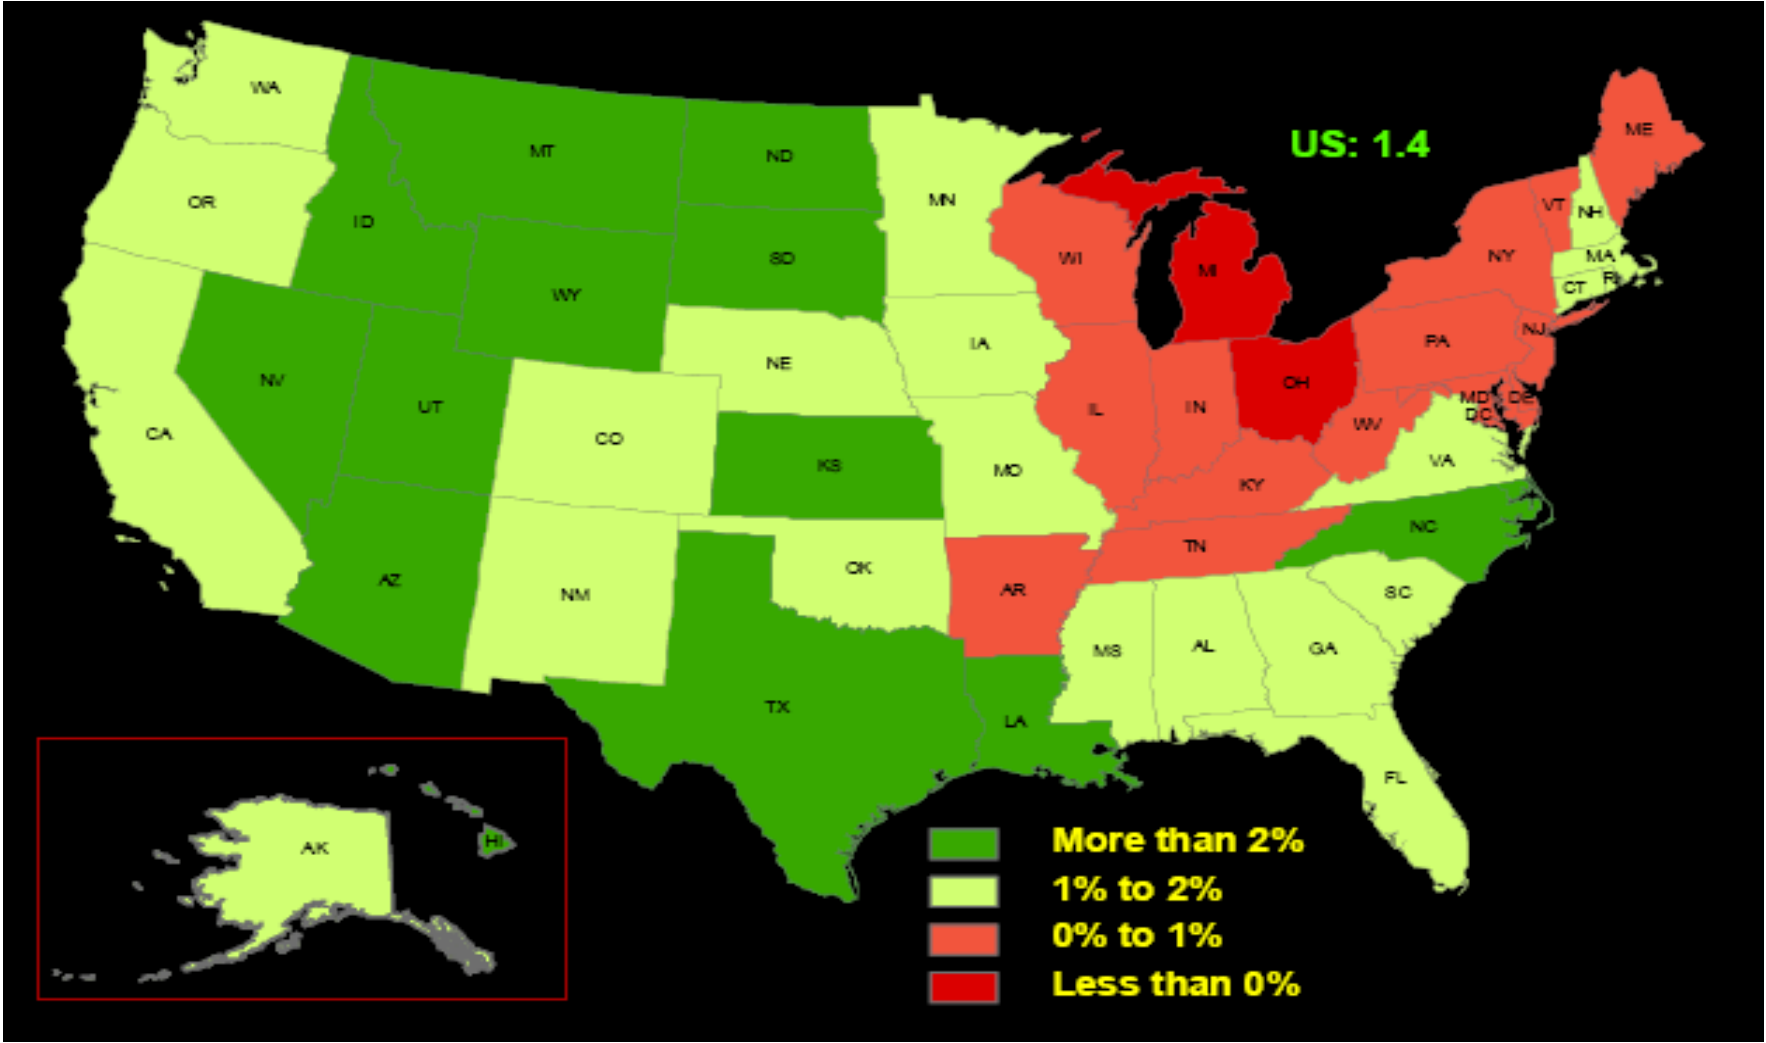 WA
OR
CA
ID
NV
MT
WY
UT
AZ
ND
SD
NE
CO
KS
NM
OK
TX
MN
IA
MO
AR
LA
WI
IL
MI
IN
OH
KY
TN
MS
AL
GA
FL
SC
NC
VA
WV
MD
DC
DE
PA
NJ
NY
CT
RI
MA
VT
NH
ME
US: 1.4
AK
HI
More than 2%
1% to 2%
0% to 1%
Less than 0%